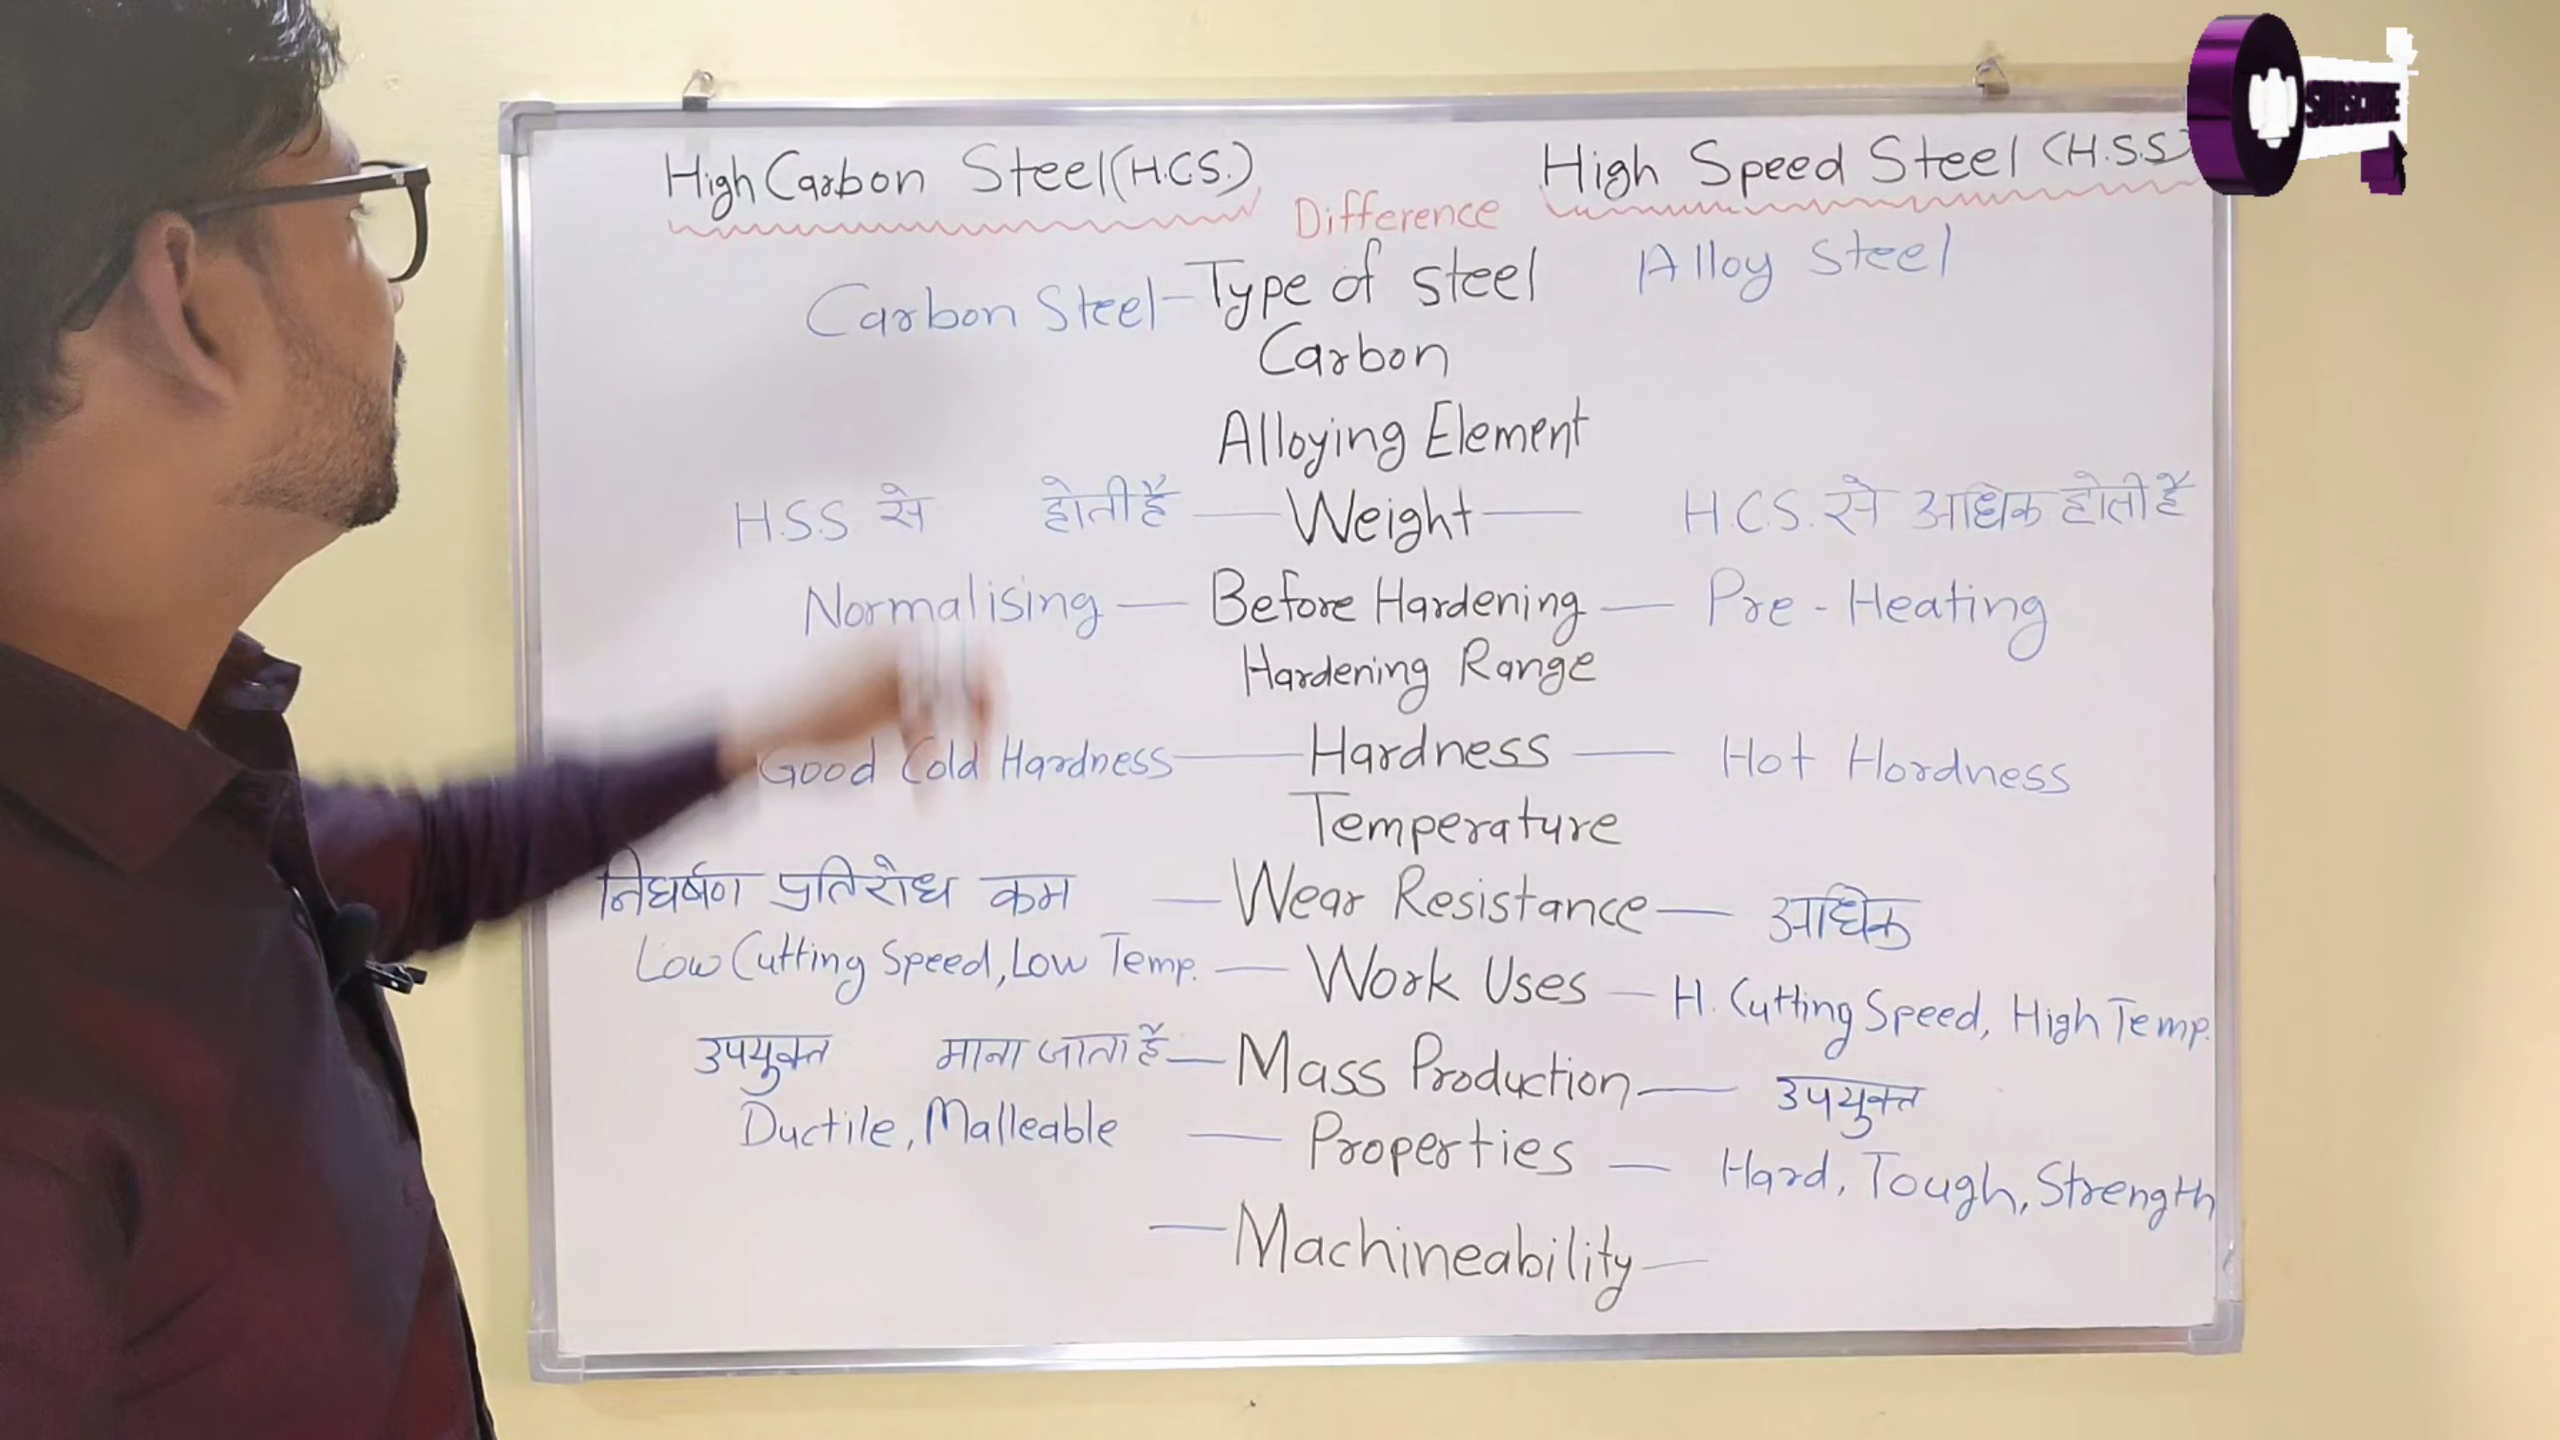 High Carbon Steel (H.C.S.) Difference High Speed Steel (H.S.S)
SUBSCRIBE
Carbon Steel - Type of steel Alloy Steel
Carbon
Alloying Element
H.S.S. से होती है — Weight — H.C.S. से अधिक होती है
Normalising — Before Hardening — Pre - Heating
Hardening Range
Good Cold Hardness — Hardness — Hot Hordness
Temperature
निघर्षण प्रतिरोध कम — Wear Resistance — अधिक
Low Cutting Speed, Low Temp. — Work Uses — H. Cutting Speed, High Temp.
उपयुक्त माना जाता है — Mass Production — उपयुक्त
Ductile, Malleable — Properties — Hard, Tough, Strength
— Machineability —